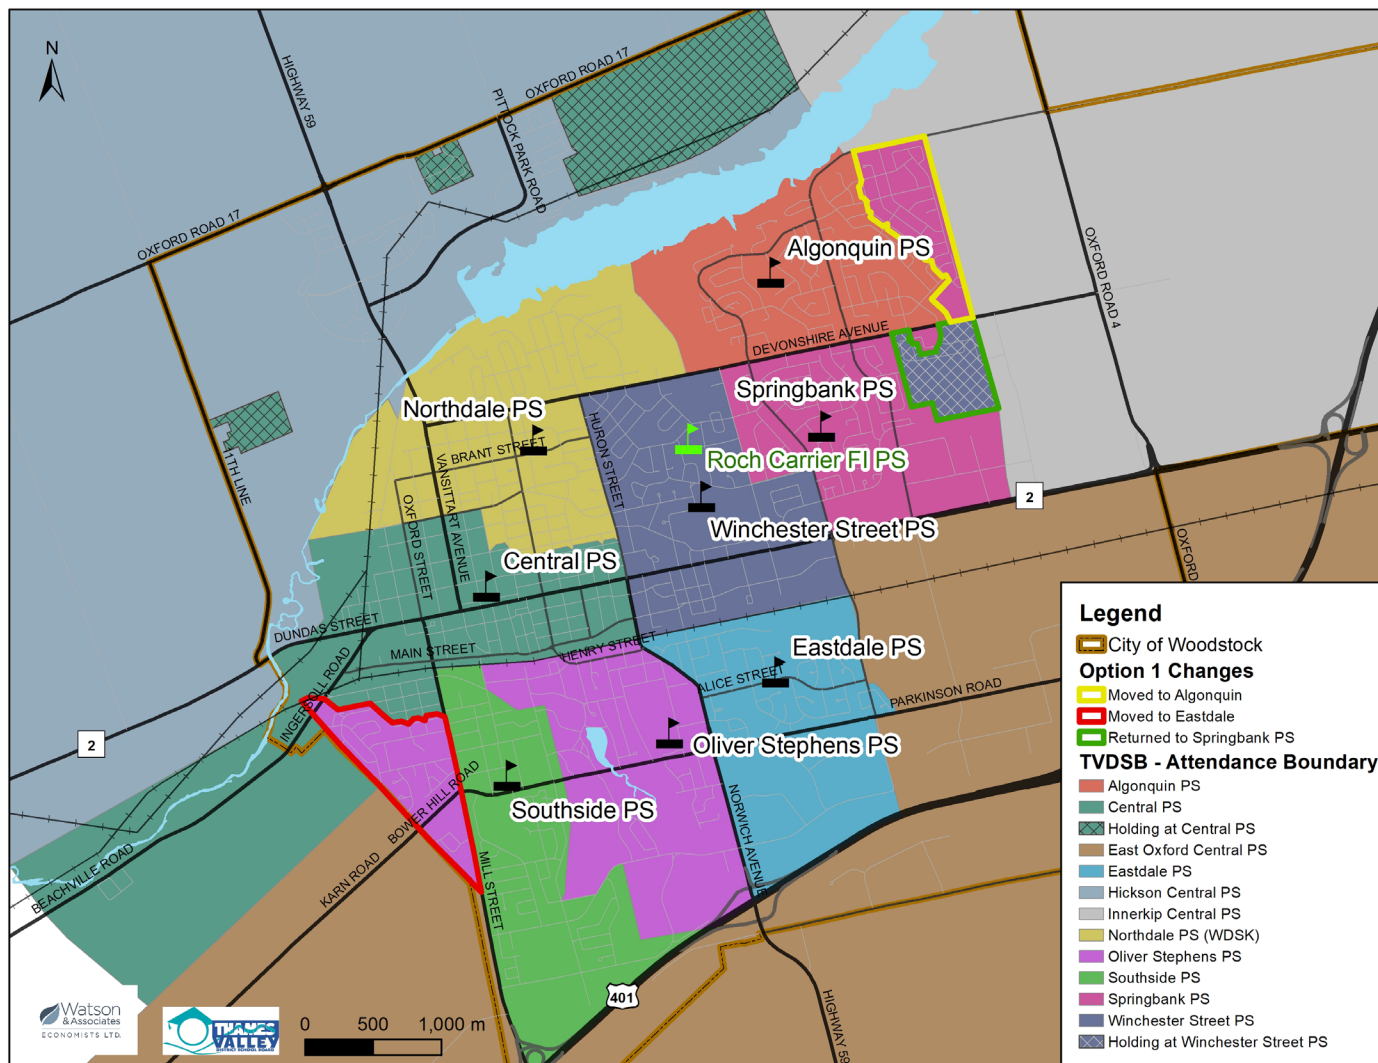 N
HIGHWAY 59
OXFORD ROAD 17
PITTOCK PARK ROAD
OXFORD ROAD 17
Algonquin PS
OXFORD ROAD 4
DEVONSHIRE AVENUE
Springbank PS
Northdale PS
HURON STREET
BRANT STREET
VANSITTART AVENUE
Roch Carrier FI PS
11TH LINE
OXFORD STREET
2
Winchester Street PS
Central PS
OXFORD
DUNDAS STREET
MAIN STREET
HENRY STREET
Eastdale PS
INGERSOLL ROAD
ALICE STREET
PARKINSON ROAD
2
Oliver Stephens PS
BOWER HILL ROAD
Southside PS
NORWICH AVENUE
KARN ROAD
BEACHVILLE ROAD
MILL STREET
401
HIGHWAY 59
Legend
City of Woodstock
Option 1 Changes
Moved to Algonquin
Moved to Eastdale
Returned to Springbank PS
TVDSB - Attendance Boundary
Algonquin PS
Central PS
Holding at Central PS
East Oxford Central PS
Eastdale PS
Hickson Central PS
Innerkip Central PS
Northdale PS (WDSK)
Oliver Stephens PS
Southside PS
Springbank PS
Winchester Street PS
Holding at Winchester Street PS
Watson
& Associates
ECONOMISTS LTD.
THAMES
VALLEY
DISTRICT SCHOOL BOARD
0 500 1,000 m